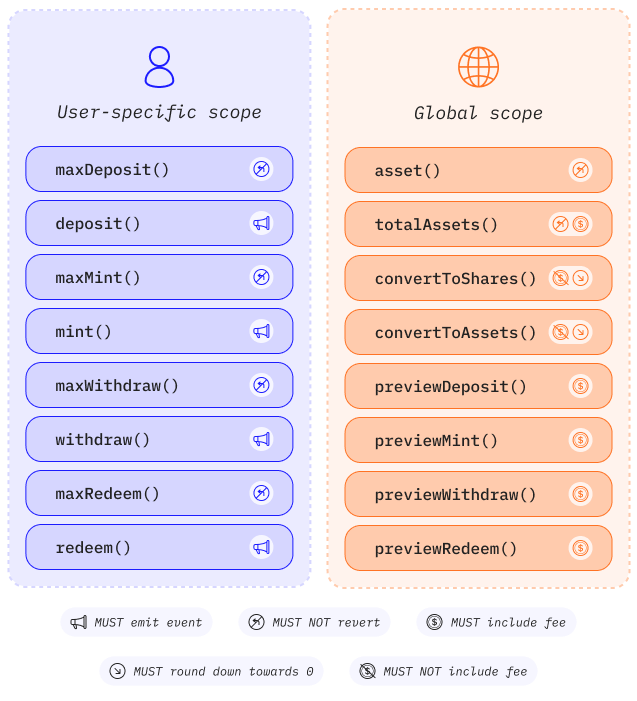 User-specific scope
maxDeposit()
deposit()
maxMint()
mint()
maxWithdraw()
withdraw()
maxRedeem()
redeem()
Global scope
asset()
totalAssets()
convertToShares()
convertToAssets()
previewDeposit()
previewMint()
previewWithdraw()
previewRedeem()
MUST emit event
MUST NOT revert
MUST include fee
MUST round down towards 0
MUST NOT include fee